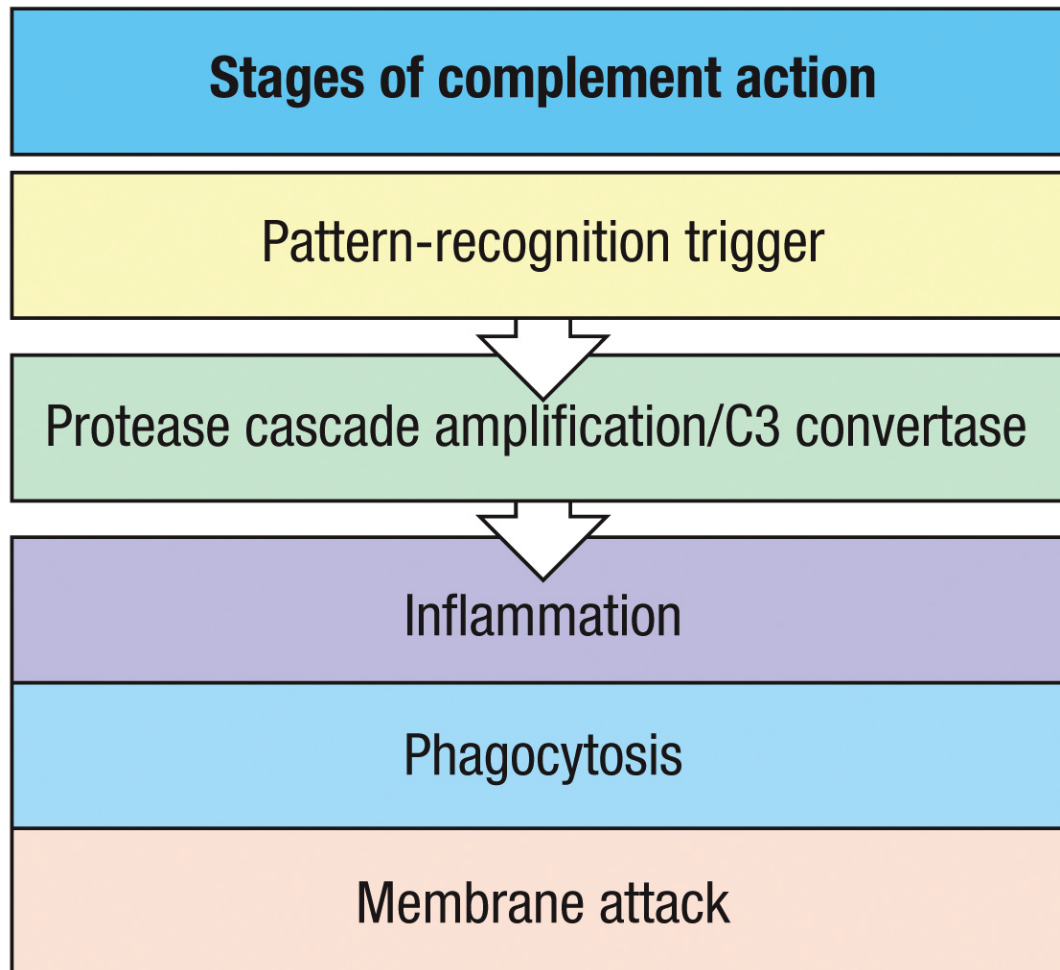 Stages of complement action
Pattern-recognition trigger
Protease cascade amplification/C3 convertase
Inflammation
Phagocytosis
Membrane attack